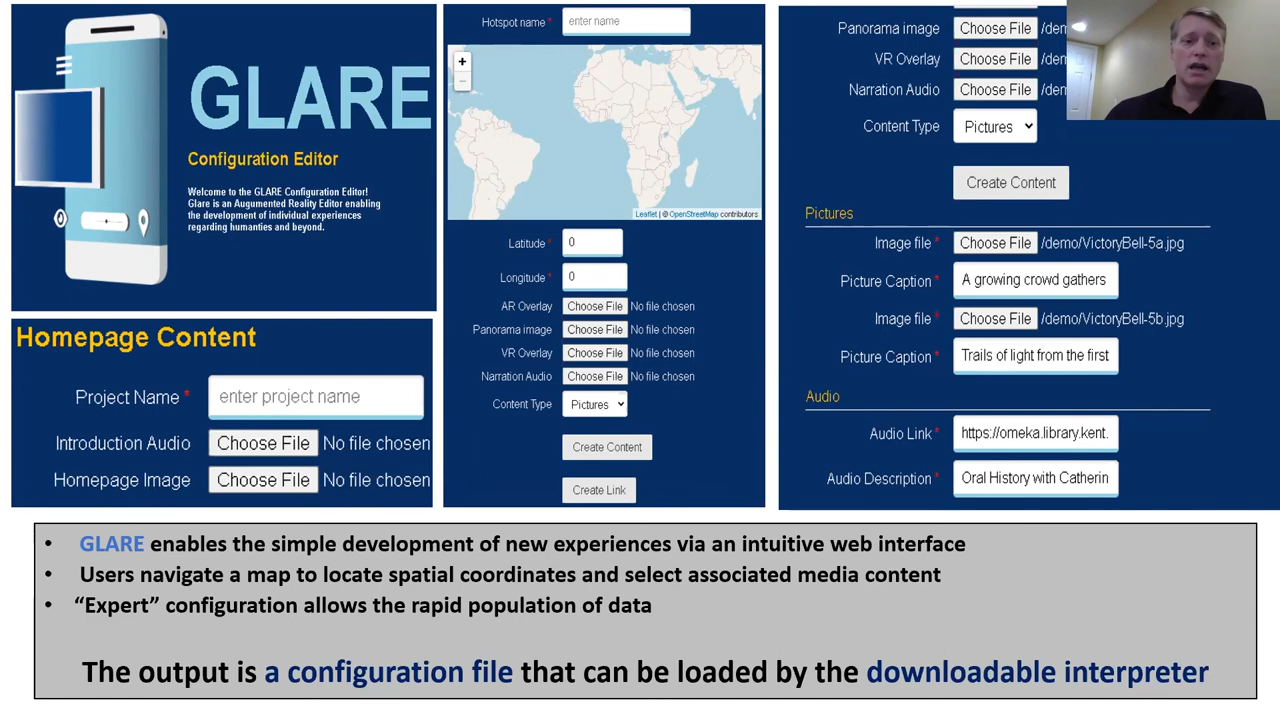 GLARE
Configuration Editor
Welcome to the GLARE Configuration Editor!
Glare is an Augumented Reality Editor enabling
the development of individual experiences
regarding humanties and beyond.
Homepage Content
Project Name * enter project name
Introduction Audio Choose File No file chosen
Homepage Image Choose File No file chosen
Hotspot name * enter name
+
−
Leaflet | @ OpenStreetMap contributors
Latitude * 0
Longitude * 0
AR Overlay Choose File No file chosen
Panorama image Choose File No file chosen
VR Overlay Choose File No file chosen
Narration Audio Choose File No file chosen
Content Type Pictures
Create Content
Create Link
Panorama image Choose File /dem
VR Overlay Choose File /dem
Narration Audio Choose File /dem
Content Type Pictures
Create Content
Pictures
Image file * Choose File /demo/VictoryBell-5a.jpg
Picture Caption * A growing crowd gathers
Image file * Choose File /demo/VictoryBell-5b.jpg
Picture Caption * Trails of light from the first
Audio
Audio Link * https://omeka.library.kent.
Audio Description * Oral History with Catherin
• GLARE enables the simple development of new experiences via an intuitive web interface
• Users navigate a map to locate spatial coordinates and select associated media content
• “Expert” configuration allows the rapid population of data
The output is a configuration file that can be loaded by the downloadable interpreter